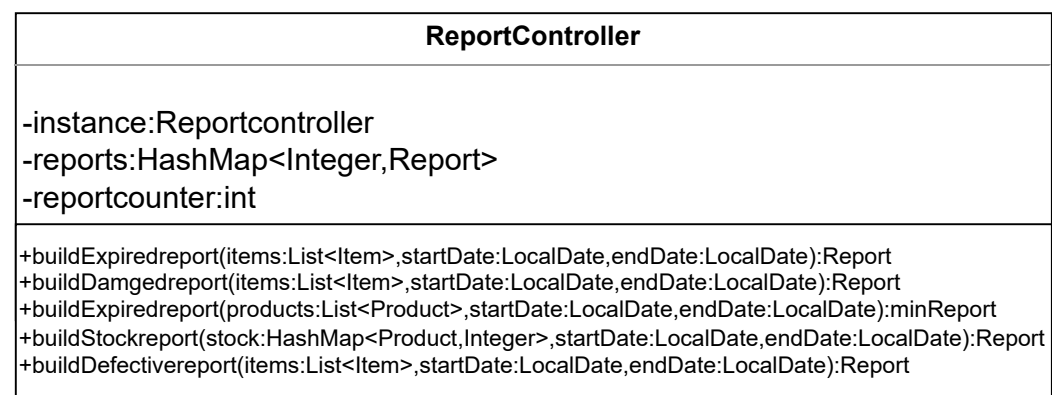 ReportController
-instance:Reportcontroller
-reports:HashMap<Integer,Report>
-reportcounter:int
+buildExpiredreport(items:List<Item>,startDate:LocalDate,endDate:LocalDate):Report
+buildDamgedreport(items:List<Item>,startDate:LocalDate,endDate:LocalDate):Report
+buildExpiredreport(products:List<Product>,startDate:LocalDate,endDate:LocalDate):minReport
+buildStockreport(stock:HashMap<Product,Integer>,startDate:LocalDate,endDate:LocalDate):Report
+buildDefectivereport(items:List<Item>,startDate:LocalDate,endDate:LocalDate):Report